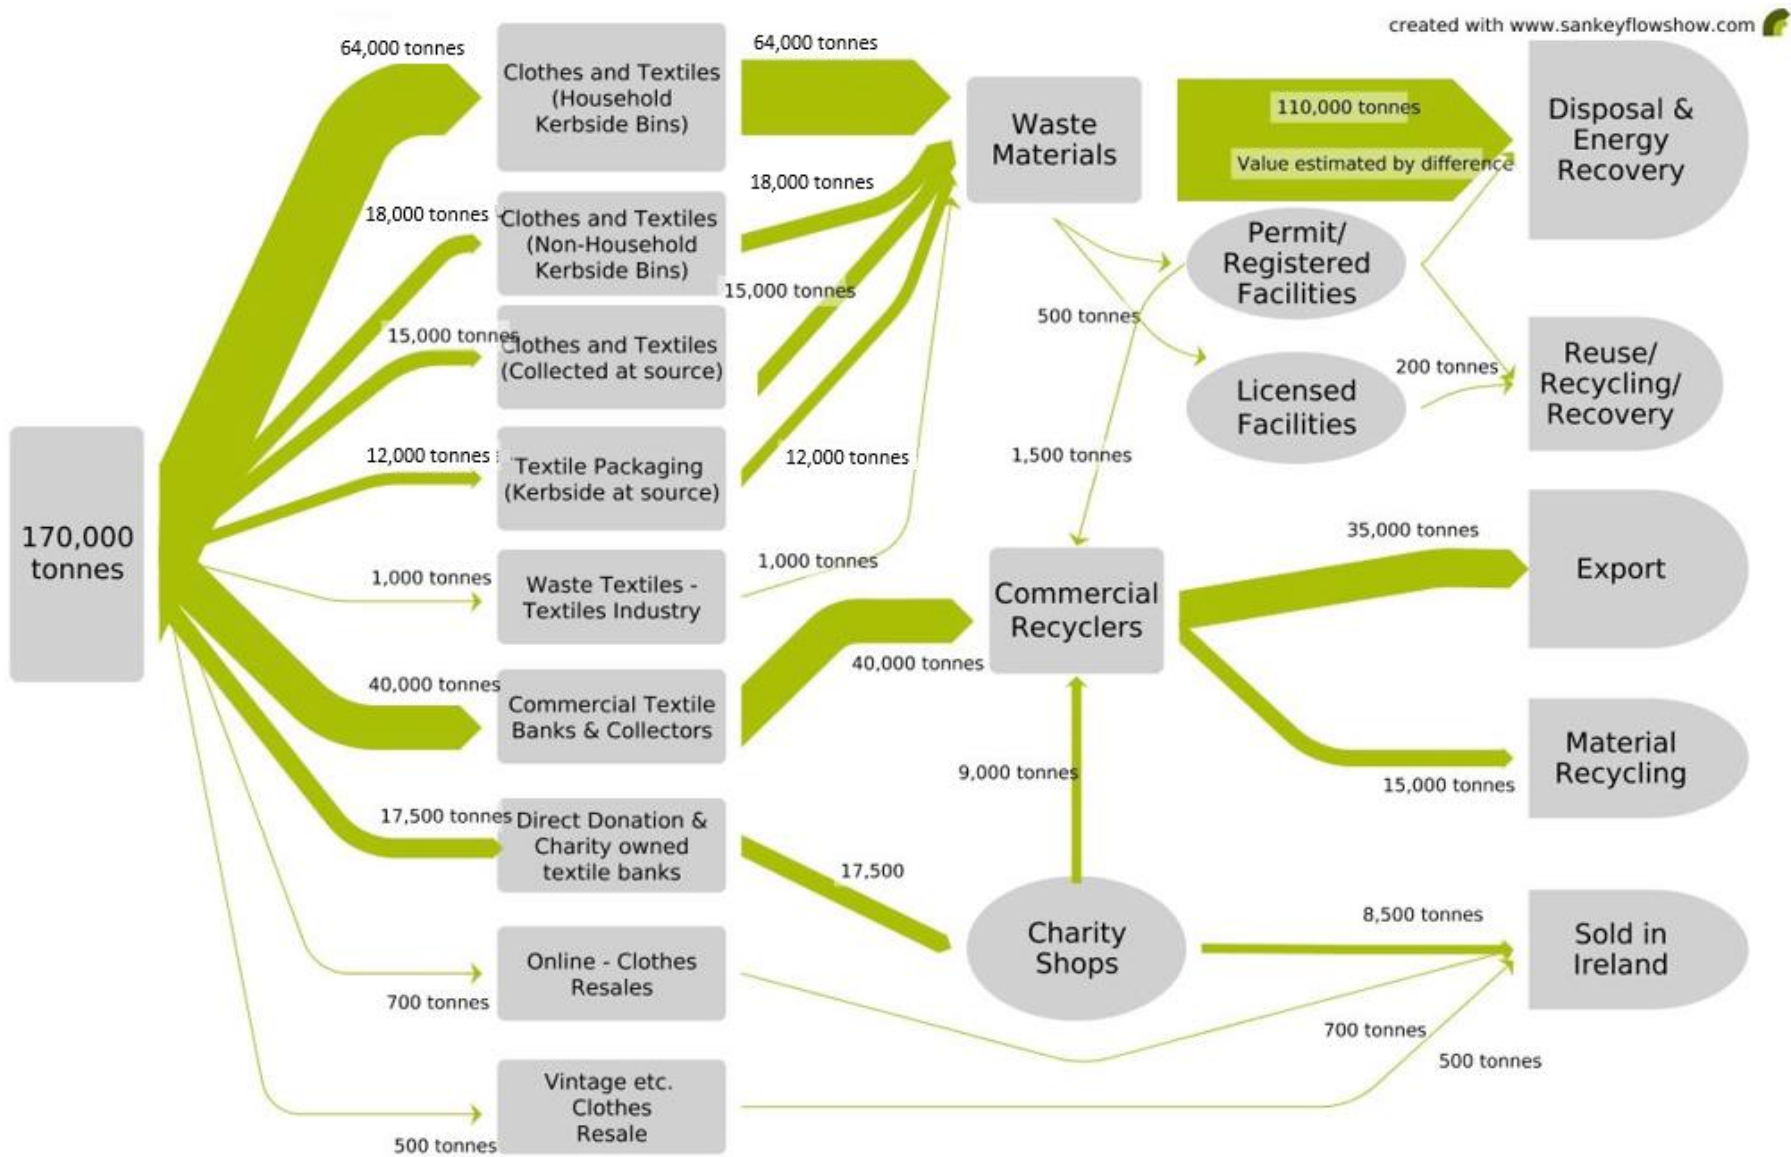 created with www.sankeyflowshow.com
170,000
tonnes
64,000 tonnes
18,000 tonnes
15,000 tonnes
12,000 tonnes
1,000 tonnes
40,000 tonnes
17,500 tonnes
700 tonnes
500 tonnes
Clothes and Textiles
(Household
Kerbside Bins)
Clothes and Textiles
(Non-Household
Kerbside Bins)
Clothes and Textiles
(Collected at source)
Textile Packaging
(Kerbside at source)
Waste Textiles -
Textiles Industry
Commercial Textile
Banks & Collectors
Direct Donation &
Charity owned
textile banks
Online - Clothes
Resales
Vintage etc.
Clothes
Resale
64,000 tonnes
18,000 tonnes
15,000 tonnes
12,000 tonnes
1,000 tonnes
40,000 tonnes
17,500
Waste
Materials
500 tonnes
1,500 tonnes
Commercial
Recyclers
9,000 tonnes
Charity
Shops
110,000 tonnes
Value estimated by difference
Permit/
Registered
Facilities
Licensed
Facilities
200 tonnes
35,000 tonnes
15,000 tonnes
8,500 tonnes
700 tonnes
500 tonnes
Disposal &
Energy
Recovery
Reuse/
Recycling/
Recovery
Export
Material
Recycling
Sold in
Ireland